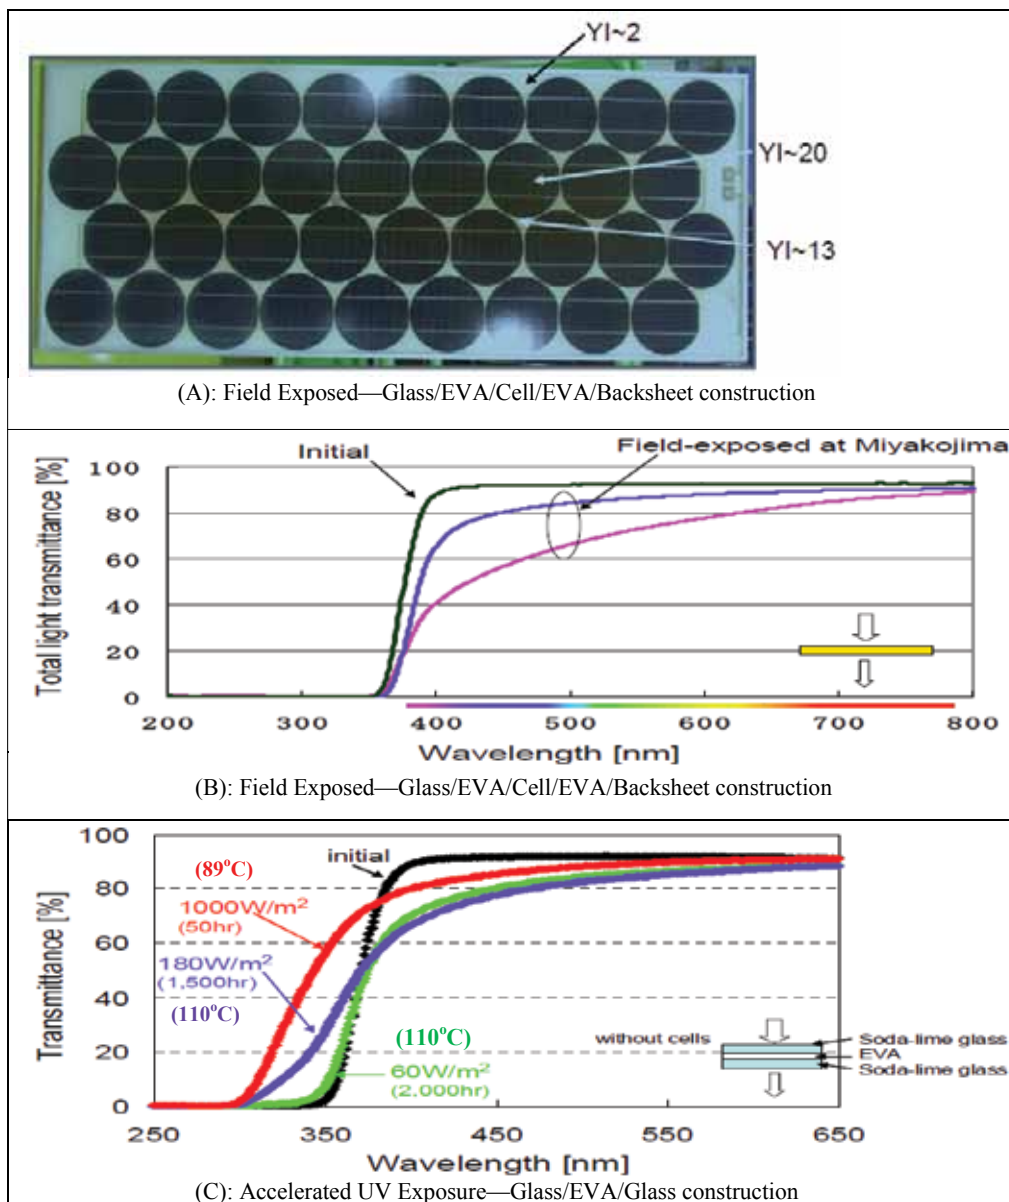 YI~2
YI~20
YI~13
(A): Field Exposed—Glass/EVA/Cell/EVA/Backsheet construction
Initial
Field-exposed at Miyakojima
Total light transmittance [%]
100
80
60
40
20
0
200 300 400 500 600 700 800
Wavelength [nm]
(B): Field Exposed—Glass/EVA/Cell/EVA/Backsheet construction
Transmittance [%]
100
80
60
40
20
0
initial
(89°C)
1000W/m²
(50hr)
180W/m²
(1,500hr)
(110°C)
(110°C)
60W/m²
(2.000hr)
without cells
Soda-lime glass
EVA
Soda-lime glass
250 350 450 550 650
Wavelength [nm]
(C): Accelerated UV Exposure—Glass/EVA/Glass construction